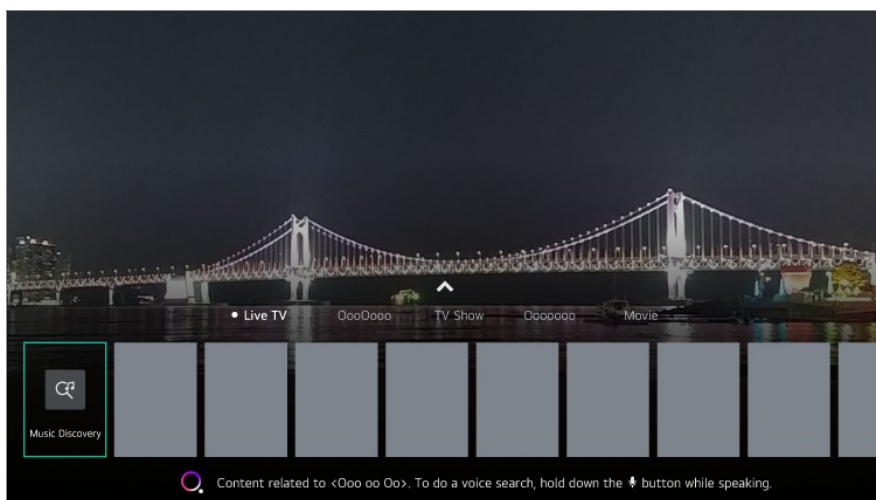 Live TV
OooOooo
TV Show
Ooooooo
Movie
Music Discovery
Content related to <Ooo oo Oo>. To do a voice search, hold down the button while speaking.